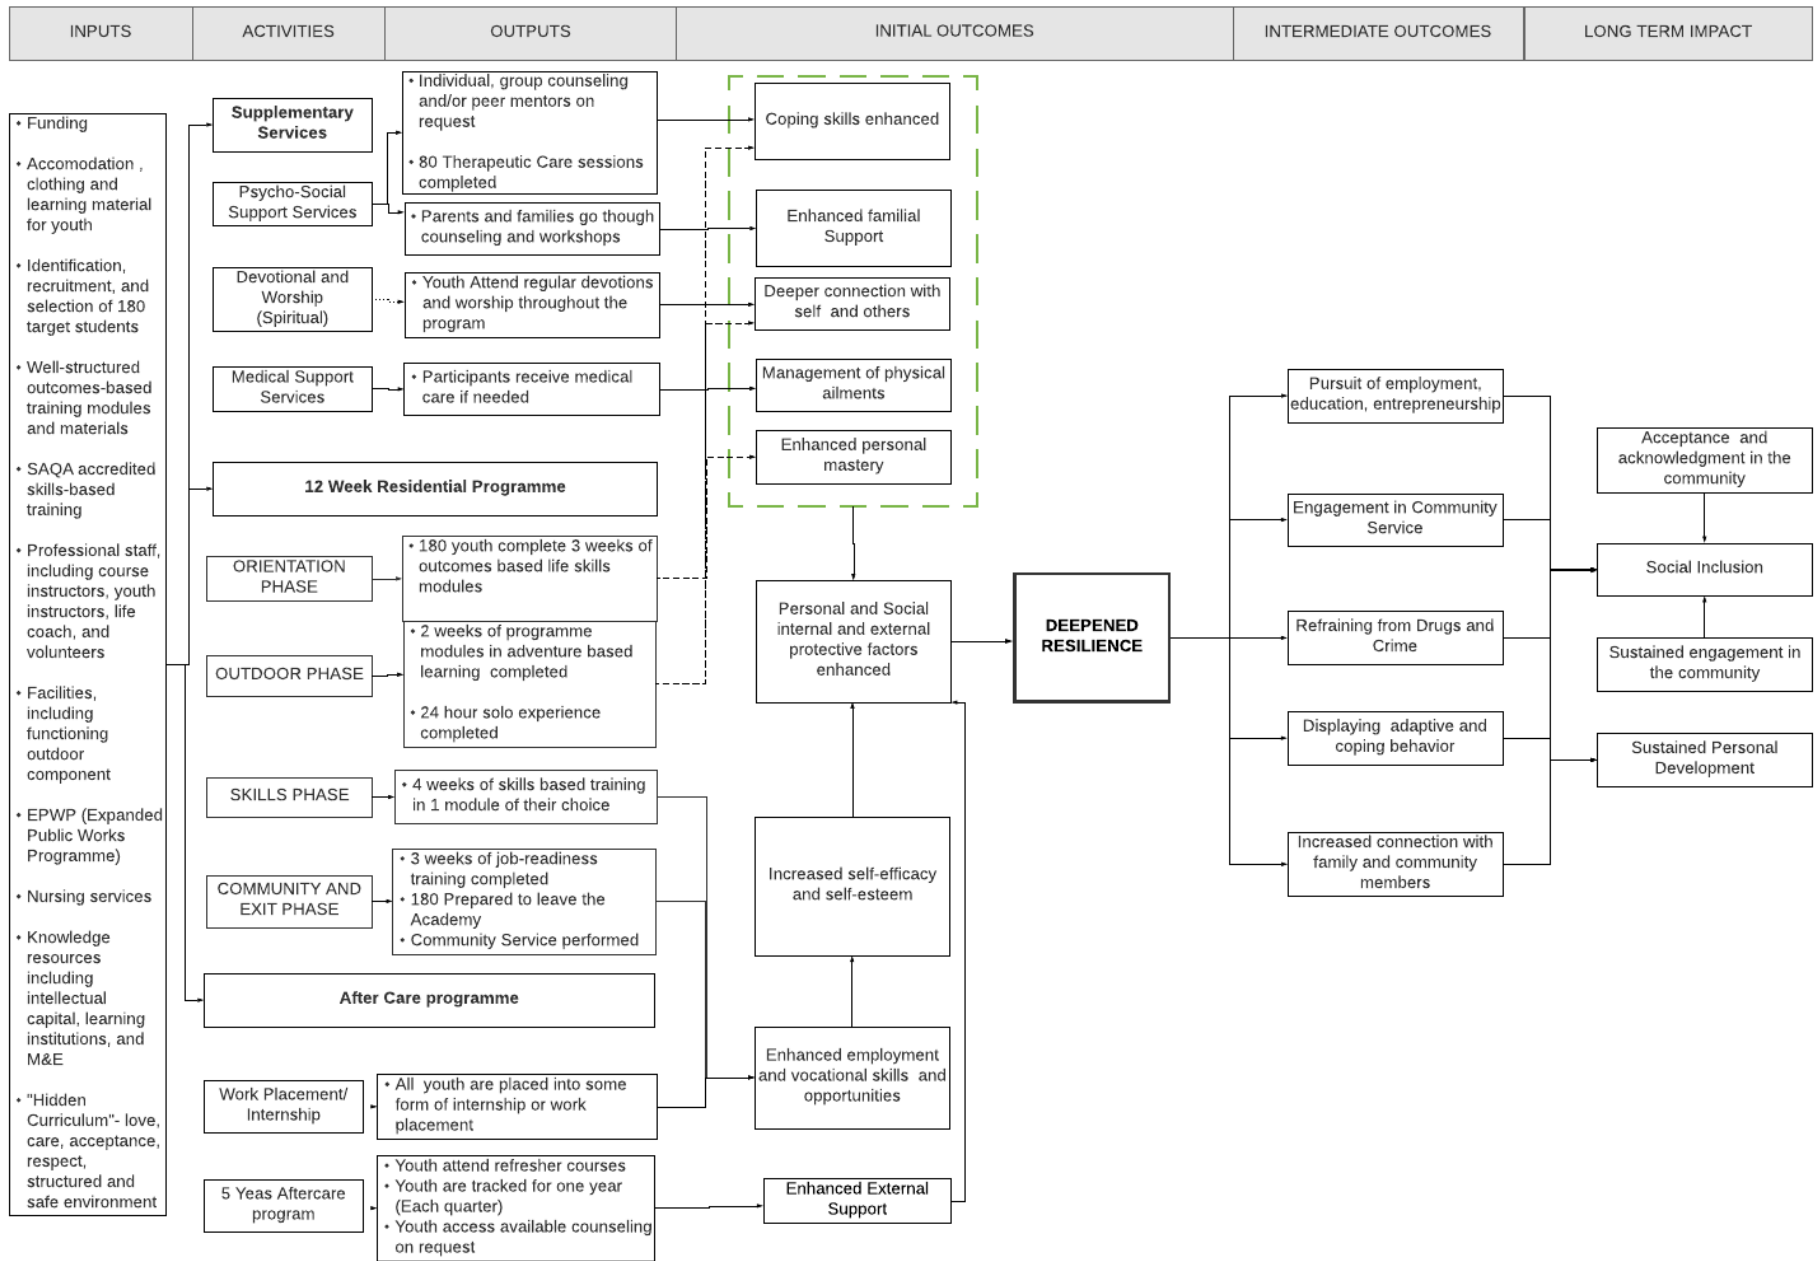 INPUTS
ACTIVITIES
OUTPUTS
INITIAL OUTCOMES
INTERMEDIATE OUTCOMES
LONG TERM IMPACT
• Funding
• Accomodation ,
clothing and
learning material
for youth
• Identification,
recruitment, and
selection of 180
target students
• Well-structured
outcomes-based
training modules
and materials
• SAQA accredited
skills-based
training
• Professional staff,
including course
instructors, youth
instructors, life
coach, and
volunteers
• Facilities,
including
functioning
outdoor
component
• EPWP (Expanded
Public Works
Programme)
• Nursing services
• Knowledge
resources
including
intellectual
capital, learning
institutions, and
M&E
• "Hidden
Curriculum"- love,
care, acceptance,
respect,
structured and
safe environment
Supplementary
Services
Psycho-Social
Support Services
Devotional and
Worship
(Spiritual)
Medical Support
Services
12 Week Residential Programme
ORIENTATION
PHASE
OUTDOOR PHASE
SKILLS PHASE
COMMUNITY AND
EXIT PHASE
After Care programme
Work Placement/
Internship
5 Yeas Aftercare
program
• Individual, group counseling
and/or peer mentors on
request
• 80 Therapeutic Care sessions
completed
• Parents and families go though
counseling and workshops
• Youth Attend regular devotions
and worship throughout the
program
• Participants receive medical
care if needed
• 180 youth complete 3 weeks of
outcomes based life skills
modules
• 2 weeks of programme
modules in adventure based
learning completed
• 24 hour solo experience
completed
• 4 weeks of skills based training
in 1 module of their choice
• 3 weeks of job-readiness
training completed
• 180 Prepared to leave the
Academy
• Community Service performed
• All youth are placed into some
form of internship or work
placement
• Youth attend refresher courses
• Youth are tracked for one year
(Each quarter)
• Youth access available counseling
on request
Coping skills enhanced
Enhanced familial
Support
Deeper connection with
self and others
Management of physical
ailments
Enhanced personal
mastery
Personal and Social
internal and external
protective factors
enhanced
Increased self-efficacy
and self-esteem
Enhanced employment
and vocational skills and
opportunities
Enhanced External
Support
DEEPENED
RESILIENCE
Pursuit of employment,
education, entrepreneurship
Engagement in Community
Service
Refraining from Drugs and
Crime
Displaying adaptive and
coping behavior
Increased connection with
family and community
members
Acceptance and
acknowledgment in the
community
Social Inclusion
Sustained engagement in
the community
Sustained Personal
Development